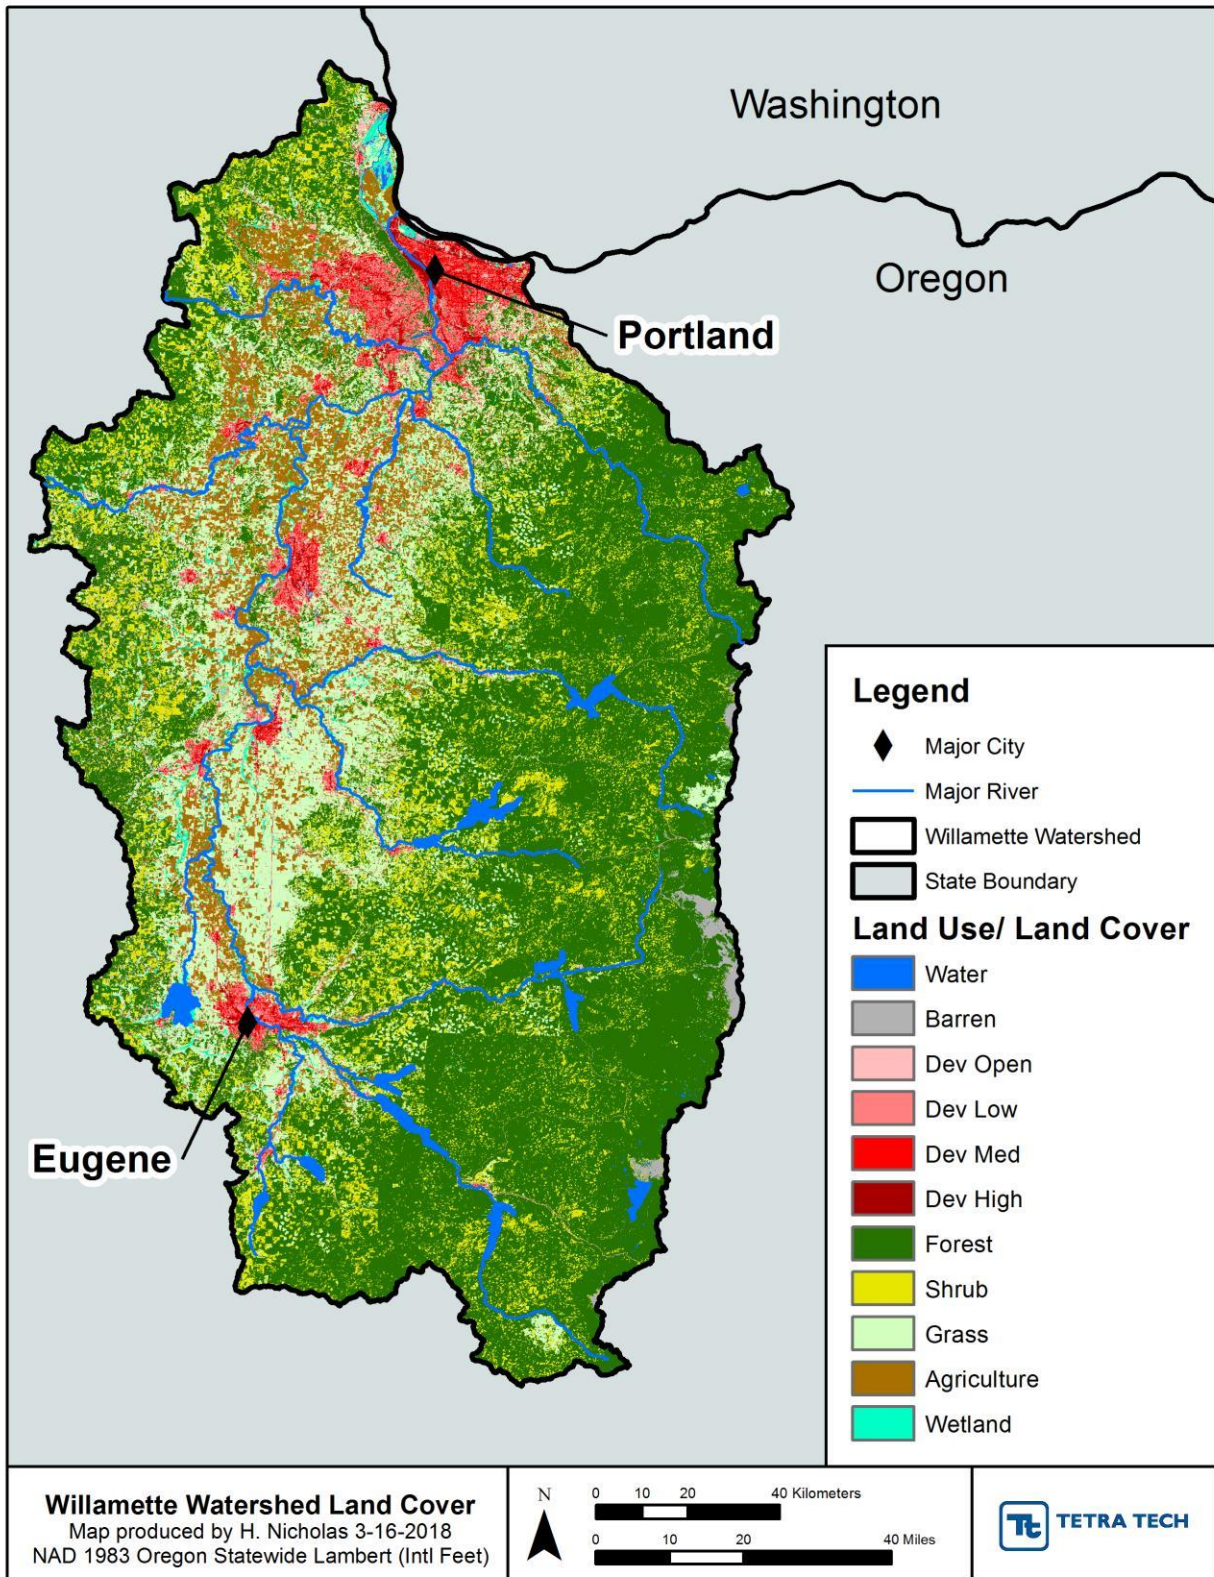 Washington
Oregon
Portland
Eugene
Legend
Major City
Major River
Willamette Watershed
State Boundary
Land Use/ Land Cover
Water
Barren
Dev Open
Dev Low
Dev Med
Dev High
Forest
Shrub
Grass
Agriculture
Wetland
Willamette Watershed Land Cover
Map produced by H. Nicholas 3-16-2018
NAD 1983 Oregon Statewide Lambert (Intl Feet)
N
0 10 20 40 Kilometers
0 10 20 40 Miles
Tt TETRA TECH